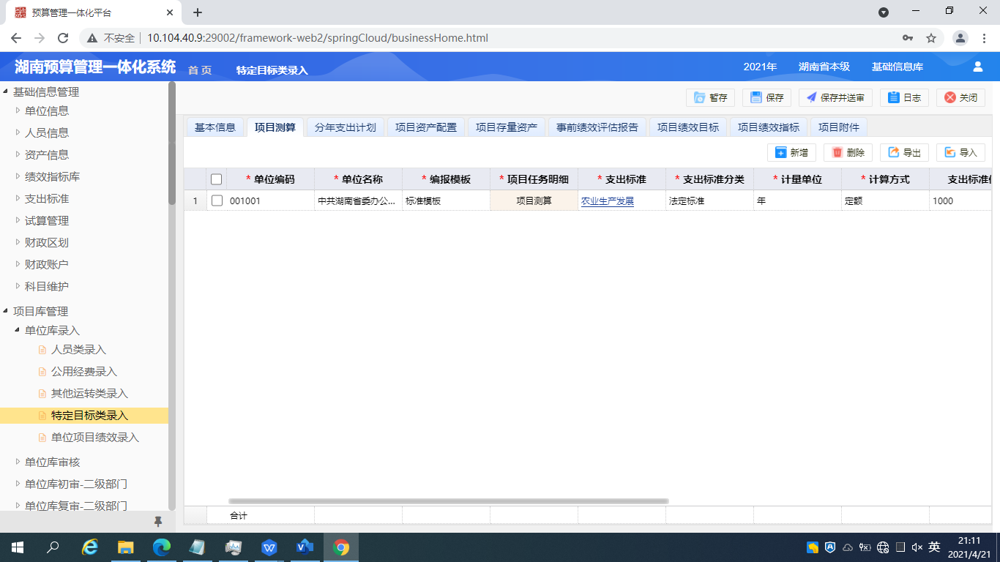 预算管理一体化平台
不安全 10.104.40.9:29002/framework-web2/springCloud/businessHome.html
湖南预算管理一体化系统 首页 特定目标类录入 2021年 湖南省本级 基础信息库
暂存 保存 保存并送审 日志 关闭
基本信息 项目测算 分年支出计划 项目资产配置 项目存量资产 事前绩效评估报告 项目绩效目标 项目绩效指标 项目附件
新增 删除 导出 导入
* 单位编码 * 单位名称 * 编报模板 * 项目任务明细 * 支出标准 * 支出标准分类 * 计量单位 * 计算方式 支出标准
1 001001 中共湖南省委办公... 标准模板 项目测算 农业生产发展 法定标准 年 定额 1000
合计
基础信息管理
单位信息
人员信息
资产信息
绩效指标库
支出标准
试算管理
财政区划
财政账户
科目维护
项目库管理
单位库录入
人员类录入
公用经费录入
其他运转类录入
特定目标类录入
单位项目绩效录入
单位库审核
单位库初审-二级部门
单位库复审-二级部门
英
21:11
2021/4/21